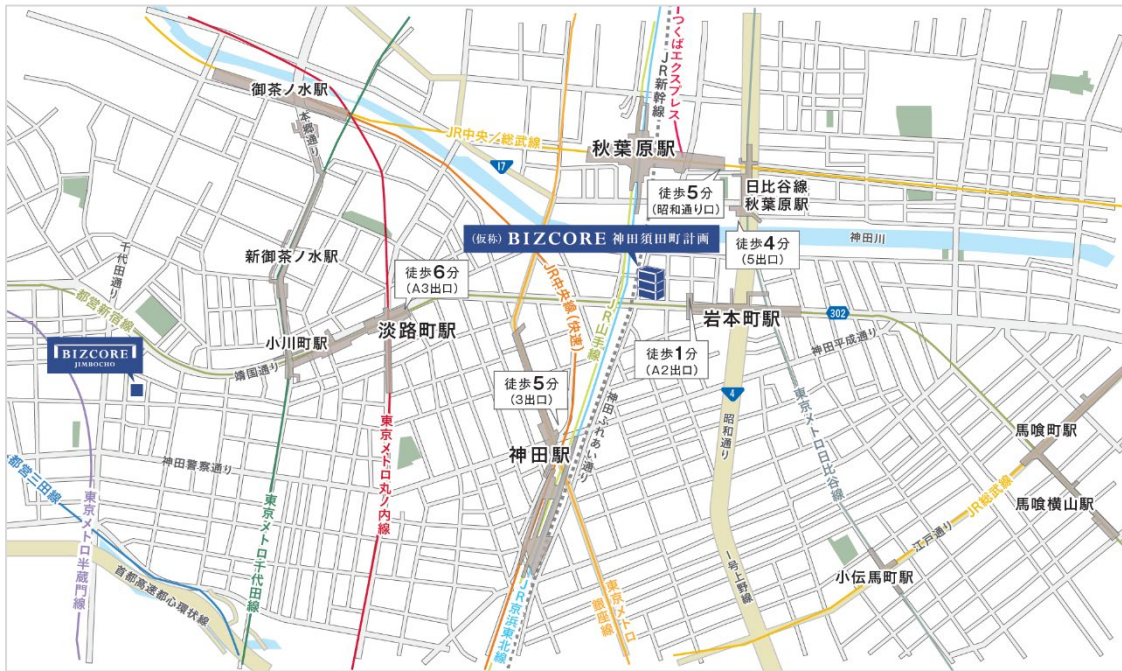 つくばエクスプレス
JR新幹線
御茶ノ水駅
本郷通り
JR中央／総武線
17
秋葉原駅
徒歩5分
(昭和通り口)
日比谷線
秋葉原駅
神田川
(仮称) BIZCORE 神田須田町計画
徒歩4分
(5出口)
千代田通り
新御茶ノ水駅
徒歩6分
(A3出口)
JR中央線(快速)
JR山手線
都営新宿線
淡路町駅
岩本町駅
302
小川町駅
靖国通り
BIZCORE
JIMBOCHO
徒歩1分
(A2出口)
神田平成通り
徒歩5分
(3出口)
神田ふれあい通り
4
昭和通り
東京メトロ日比谷線
神田駅
馬喰町駅
神田警察通り
東京メトロ丸ノ内線
都営三田線
東京メトロ半蔵門線
東京メトロ千代田線
JR総武線
馬喰横山駅
江戸通り
1号上野線
小伝馬町駅
首都高速都心環状線
JR京浜東北線
東京メトロ
銀座線